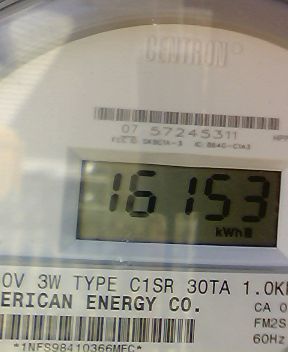 CENTRON®
07 57245311
16153
kWh
0V 3W TYPE C1SR 30TA 1.0K
ERICAN ENERGY CO.
CA 0
FM2S
60Hz
*1NFS98410366MEC*